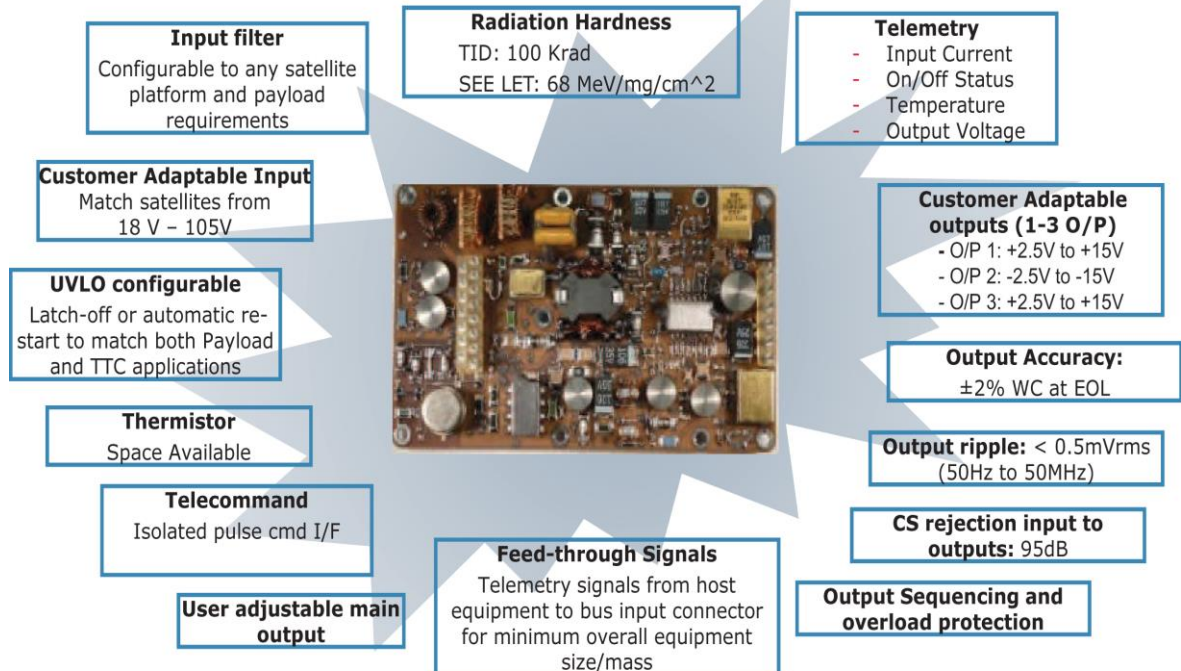 Input filter
Configurable to any satellite
platform and payload
requirements
Radiation Hardness
TID: 100 Krad
SEE LET: 68 MeV/mg/cm^2
Telemetry
- Input Current
- On/Off Status
- Temperature
- Output Voltage
Customer Adaptable Input
Match satellites from
18 V – 105V
Customer Adaptable
outputs (1-3 O/P)
- O/P 1: +2.5V to +15V
- O/P 2: -2.5V to -15V
- O/P 3: +2.5V to +15V
UVLO configurable
Latch-off or automatic re-
start to match both Payload
and TTC applications
Output Accuracy:
±2% WC at EOL
Thermistor
Space Available
Output ripple: < 0.5mVrms
(50Hz to 50MHz)
Telecommand
Isolated pulse cmd I/F
CS rejection input to
outputs: 95dB
Feed-through Signals
Telemetry signals from host
equipment to bus input connector
for minimum overall equipment
size/mass
User adjustable main
output
Output Sequencing and
overload protection